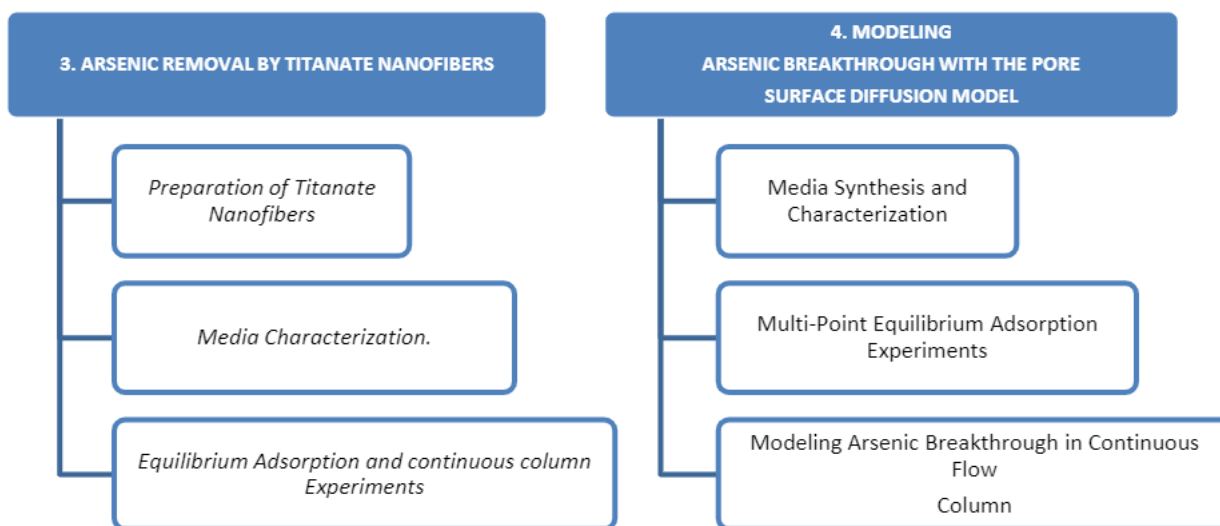 3. ARSENIC REMOVAL BY TITANATE NANOFIBERS
Preparation of Titanate
Nanofibers
Media Characterization.
Equilibrium Adsorption and continuous column
Experiments
4. MODELING
ARSENIC BREAKTHROUGH WITH THE PORE
SURFACE DIFFUSION MODEL
Media Synthesis and
Characterization
Multi-Point Equilibrium Adsorption
Experiments
Modeling Arsenic Breakthrough in Continuous
Flow
Column